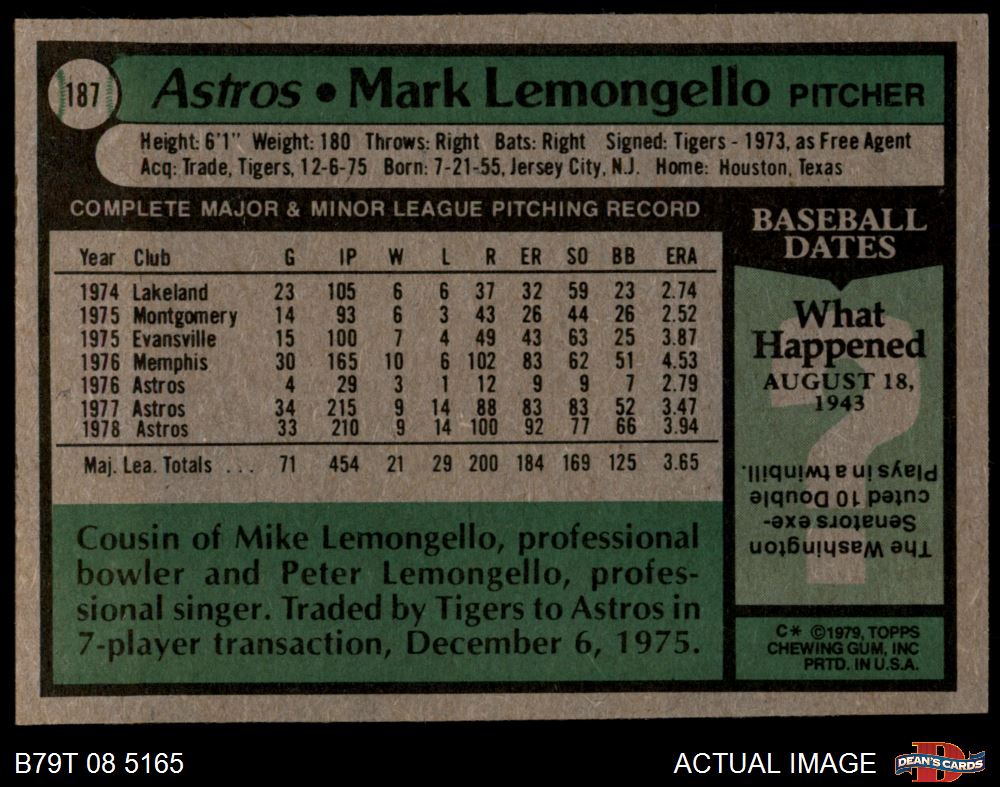 187
Astros • Mark Lemongello PITCHER
Height: 6'1" Weight: 180 Throws: Right Bats: Right Signed: Tigers - 1973, as Free Agent
Acq: Trade, Tigers, 12-6-75 Born: 7-21-55, Jersey City, N.J. Home: Houston, Texas
COMPLETE MAJOR & MINOR LEAGUE PITCHING RECORD
Year Club G IP W L R ER SO BB ERA
1974 Lakeland 23 105 6 6 37 32 59 23 2.74
1975 Montgomery 14 93 6 3 43 26 44 26 2.52
1975 Evansville 15 100 7 4 49 43 63 25 3.87
1976 Memphis 30 165 10 6 102 83 62 51 4.53
1976 Astros 4 29 3 1 12 9 9 7 2.79
1977 Astros 34 215 9 14 88 83 83 52 3.47
1978 Astros 33 210 9 14 100 92 77 66 3.94
Maj. Lea. Totals ... 71 454 21 29 200 184 169 125 3.65
Cousin of Mike Lemongello, professional
bowler and Peter Lemongello, profes-
sional singer. Traded by Tigers to Astros in
7-player transaction, December 6, 1975.
BASEBALL
DATES
What
Happened
AUGUST 18,
1943
?
The Washington
Senators exe-
cuted 10 Double
Plays in a twinbill.
C* ©1979, TOPPS
CHEWING GUM, INC
PRTD. IN U.S.A.
B79T 08 5165
ACTUAL IMAGE
DEAN'S CARDS